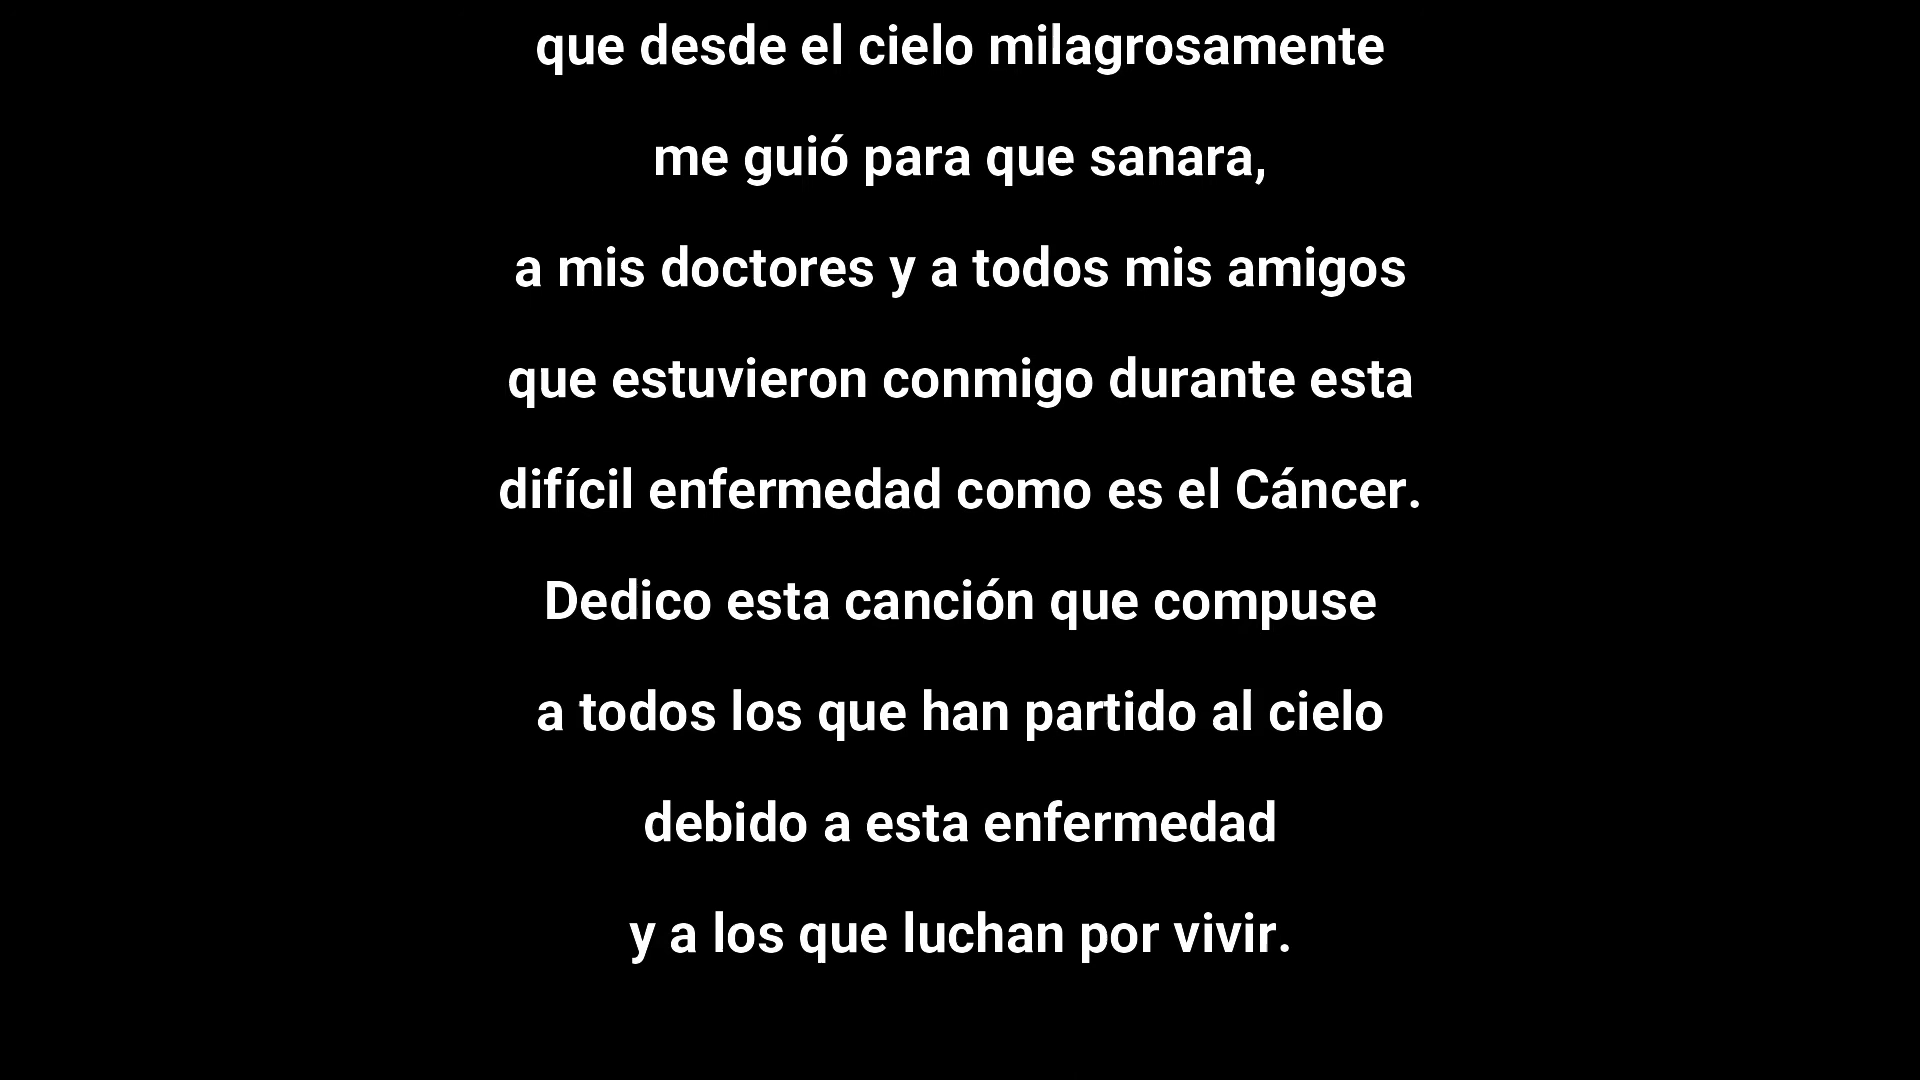 que desde el cielo milagrosamente
me guió para que sanara,
a mis doctores y a todos mis amigos
que estuvieron conmigo durante esta
difícil enfermedad como es el Cáncer.
Dedico esta canción que compuse
a todos los que han partido al cielo
debido a esta enfermedad
y a los que luchan por vivir.